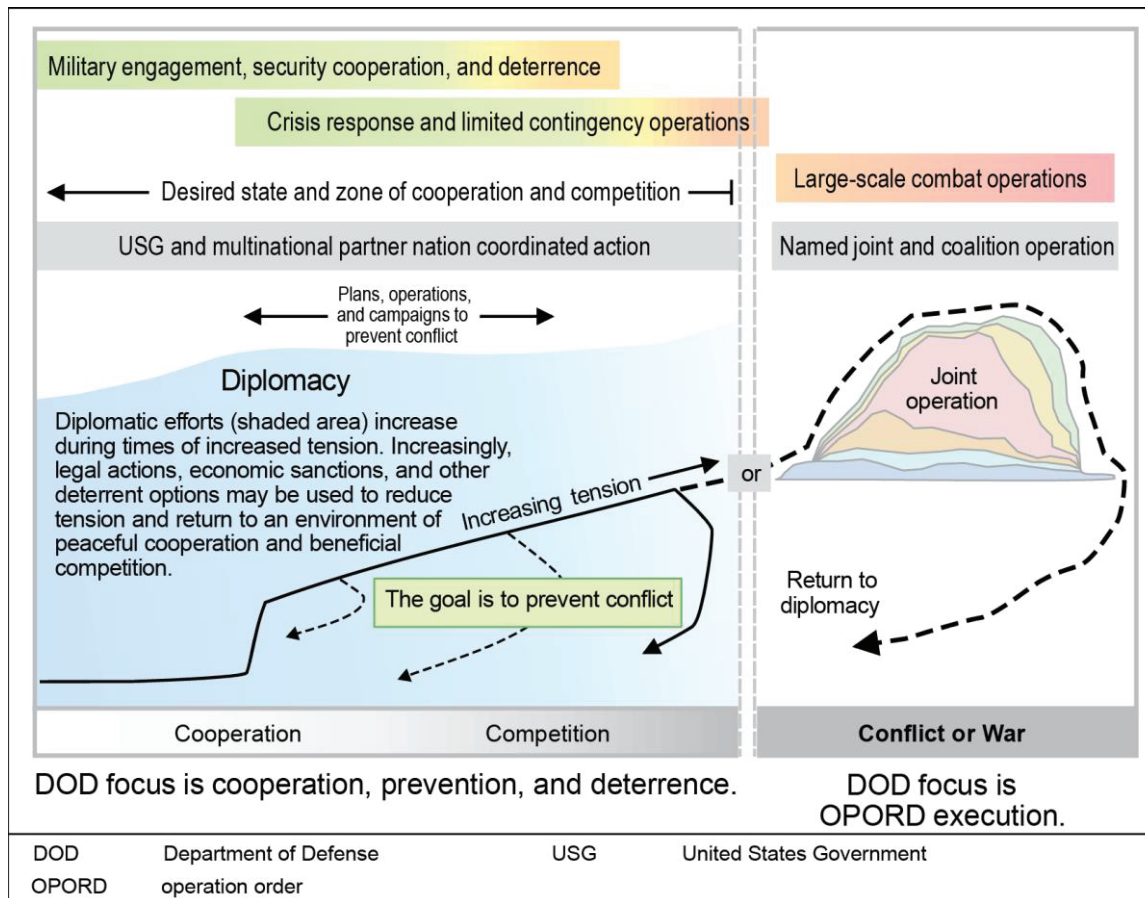 Military engagement, security cooperation, and deterrence
Crisis response and limited contingency operations
Large-scale combat operations
Desired state and zone of cooperation and competition
USG and multinational partner nation coordinated action
Named joint and coalition operation
Plans, operations,
and campaigns to
prevent conflict
Diplomacy
Diplomatic efforts (shaded area) increase
during times of increased tension. Increasingly,
legal actions, economic sanctions, and other
deterrent options may be used to reduce
tension and return to an environment of
peaceful cooperation and beneficial
competition.
Increasing tension
or
Joint
operation
The goal is to prevent conflict
Return to
diplomacy
Cooperation
Competition
Conflict or War
DOD focus is cooperation, prevention, and deterrence.
DOD focus is
OPORD execution.
DOD Department of Defense USG United States Government
OPORD operation order